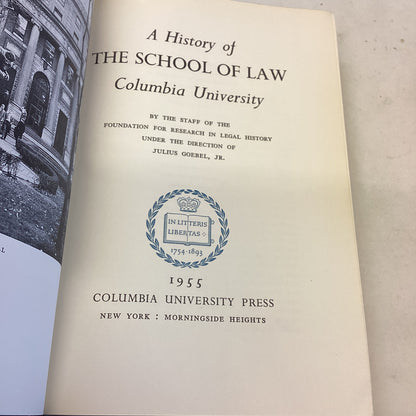 A History of
THE SCHOOL OF LAW
Columbia University
BY THE STAFF OF THE
FOUNDATION FOR RESEARCH IN LEGAL HISTORY
UNDER THE DIRECTION OF
JULIUS GOEBEL, JR.
IN LITTERIS
LIBERTAS
1754-1893
1955
COLUMBIA UNIVERSITY PRESS
NEW YORK : MORNINGSIDE HEIGHTS